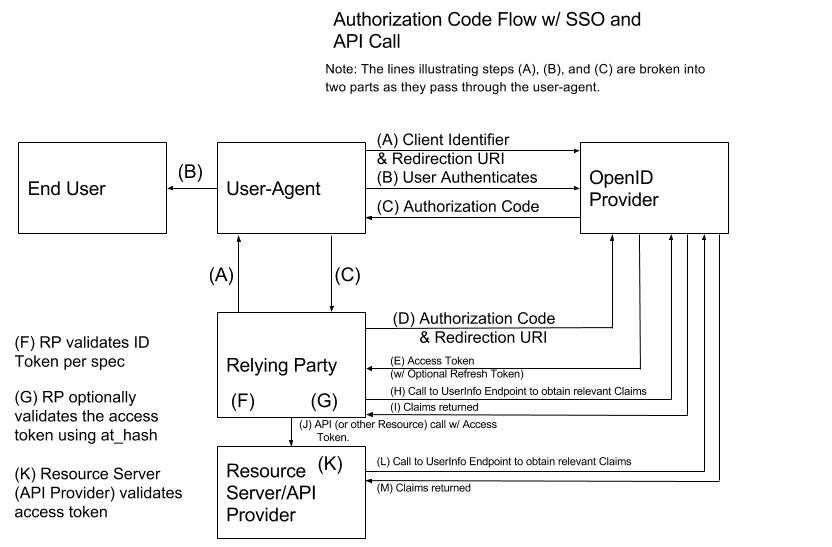 Authorization Code Flow w/ SSO and
API Call
Note: The lines illustrating steps (A), (B), and (C) are broken into
two parts as they pass through the user-agent.
End User
(B)
User-Agent
(A) Client Identifier
& Redirection URI
(B) User Authenticates
(C) Authorization Code
OpenID
Provider
(A)
(C)
(F) RP validates ID
Token per spec
(G) RP optionally
validates the access
token using at_hash
(K) Resource Server
(API Provider) validates
access token
Relying Party
(F)
(G)
(D) Authorization Code
& Redirection URI
(E) Access Token
(w/ Optional Refresh Token)
(H) Call to UserInfo Endpoint to obtain relevant Claims
(I) Claims returned
(J) API (or other Resource) call w/ Access
Token.
Resource (K)
Server/API
Provider
(L) Call to UserInfo Endpoint to obtain relevant Claims
(M) Claims returned